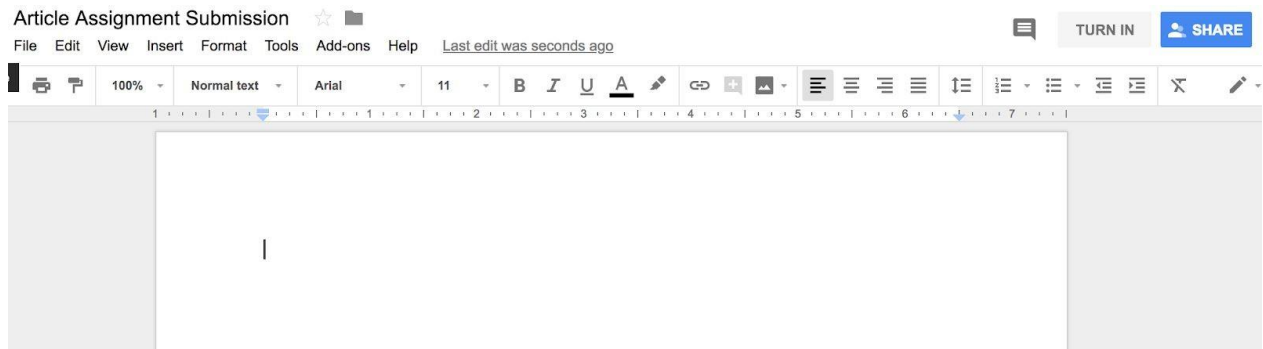 Article Assignment Submission
TURN IN
SHARE
File Edit View Insert Format Tools Add-ons Help Last edit was seconds ago
100% Normal text Arial 11 B I U A
1 1 2 3 4 5 6 7